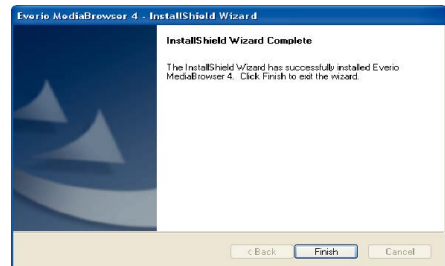 Everio MediaBrowser 4 - InstallShield Wizard
InstallShield Wizard Complete
The InstallShield Wizard has successfully installed Everio
MediaBrowser 4. Click Finish to exit the wizard.
< Back Finish Cancel